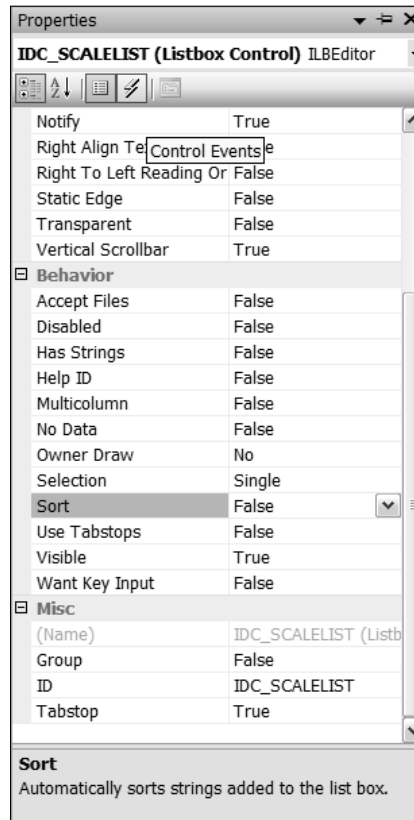 Properties
IDC_SCALELIST (Listbox Control) ILBEditor
Notify True
Right Align Te e
Control Events
Right To Left Reading Or False
Static Edge False
Transparent False
Vertical Scrollbar True
Behavior
Accept Files False
Disabled False
Has Strings False
Help ID False
Multicolumn False
No Data False
Owner Draw No
Selection Single
Sort False
Use Tabstops False
Visible True
Want Key Input False
Misc
(Name) IDC_SCALELIST (Listb
Group False
ID IDC_SCALELIST
Tabstop True
Sort
Automatically sorts strings added to the list box.